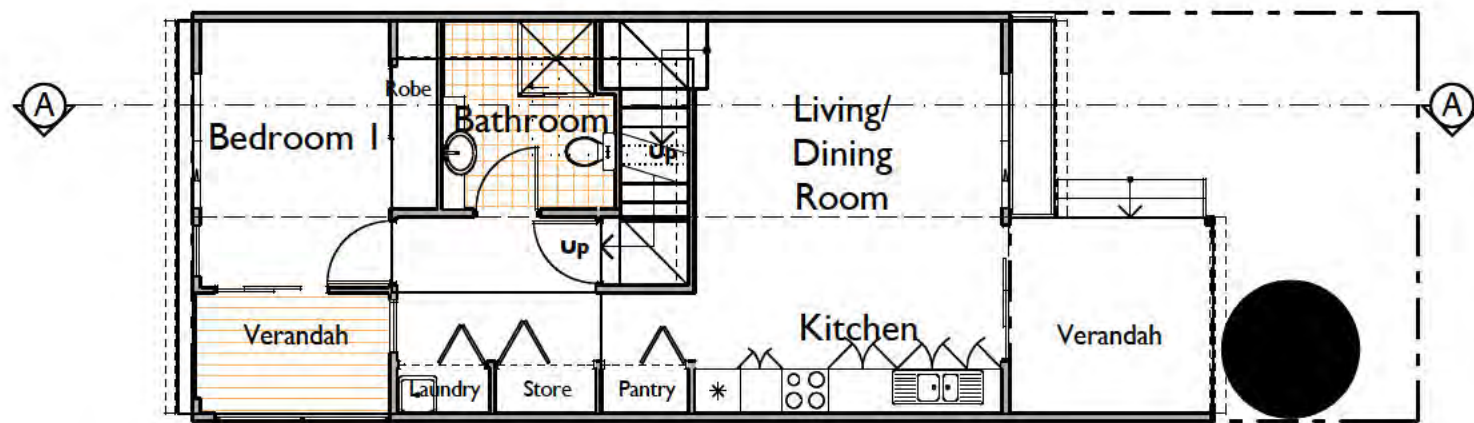 A
A
Robe
Bedroom 1
Bathroom
Living/
Dining
Room
Up
Up
Verandah
Kitchen
Verandah
Laundry
Store
Pantry